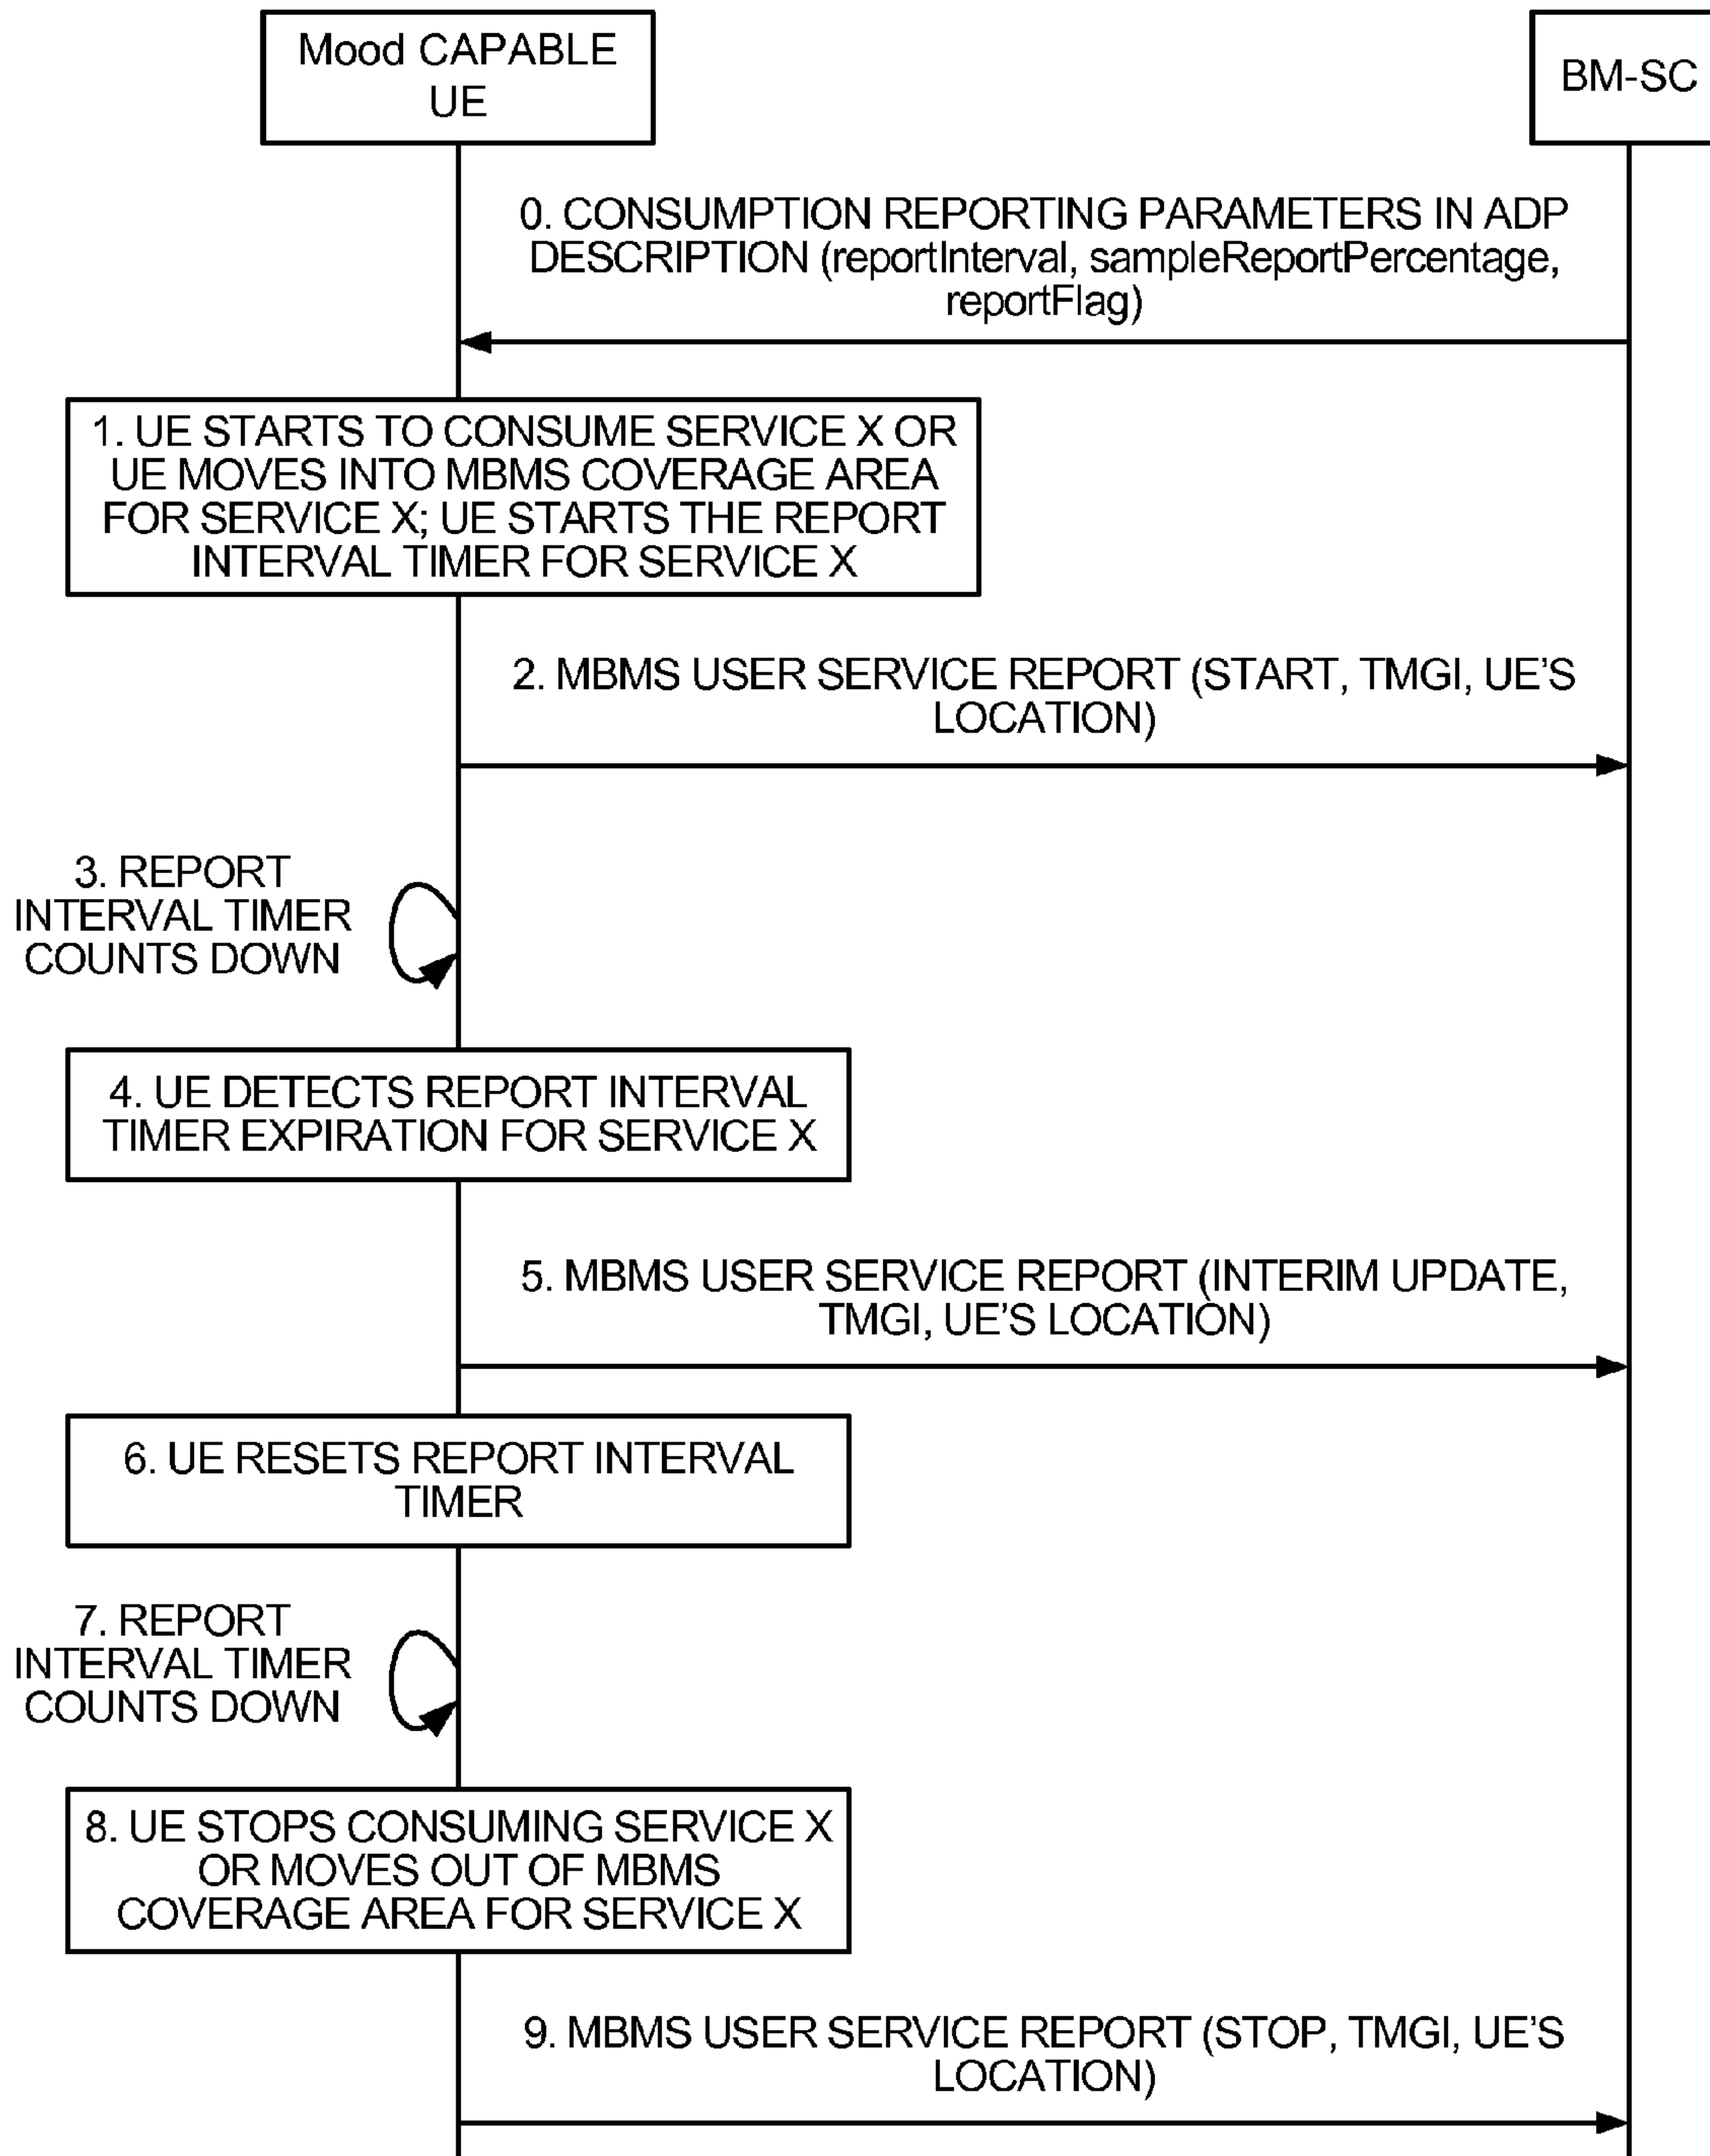 Mood CAPABLE
UE
BM-SC
0. CONSUMPTION REPORTING PARAMETERS IN ADP
DESCRIPTION (reportInterval, sampleReportPercentage,
reportFlag)
1. UE STARTS TO CONSUME SERVICE X OR
UE MOVES INTO MBMS COVERAGE AREA
FOR SERVICE X; UE STARTS THE REPORT
INTERVAL TIMER FOR SERVICE X
2. MBMS USER SERVICE REPORT (START, TMGI, UE'S
LOCATION)
3. REPORT
INTERVAL TIMER
COUNTS DOWN
4. UE DETECTS REPORT INTERVAL
TIMER EXPIRATION FOR SERVICE X
5. MBMS USER SERVICE REPORT (INTERIM UPDATE,
TMGI, UE'S LOCATION)
6. UE RESETS REPORT INTERVAL
TIMER
7. REPORT
INTERVAL TIMER
COUNTS DOWN
8. UE STOPS CONSUMING SERVICE X
OR MOVES OUT OF MBMS
COVERAGE AREA FOR SERVICE X
9. MBMS USER SERVICE REPORT (STOP, TMGI, UE'S
LOCATION)